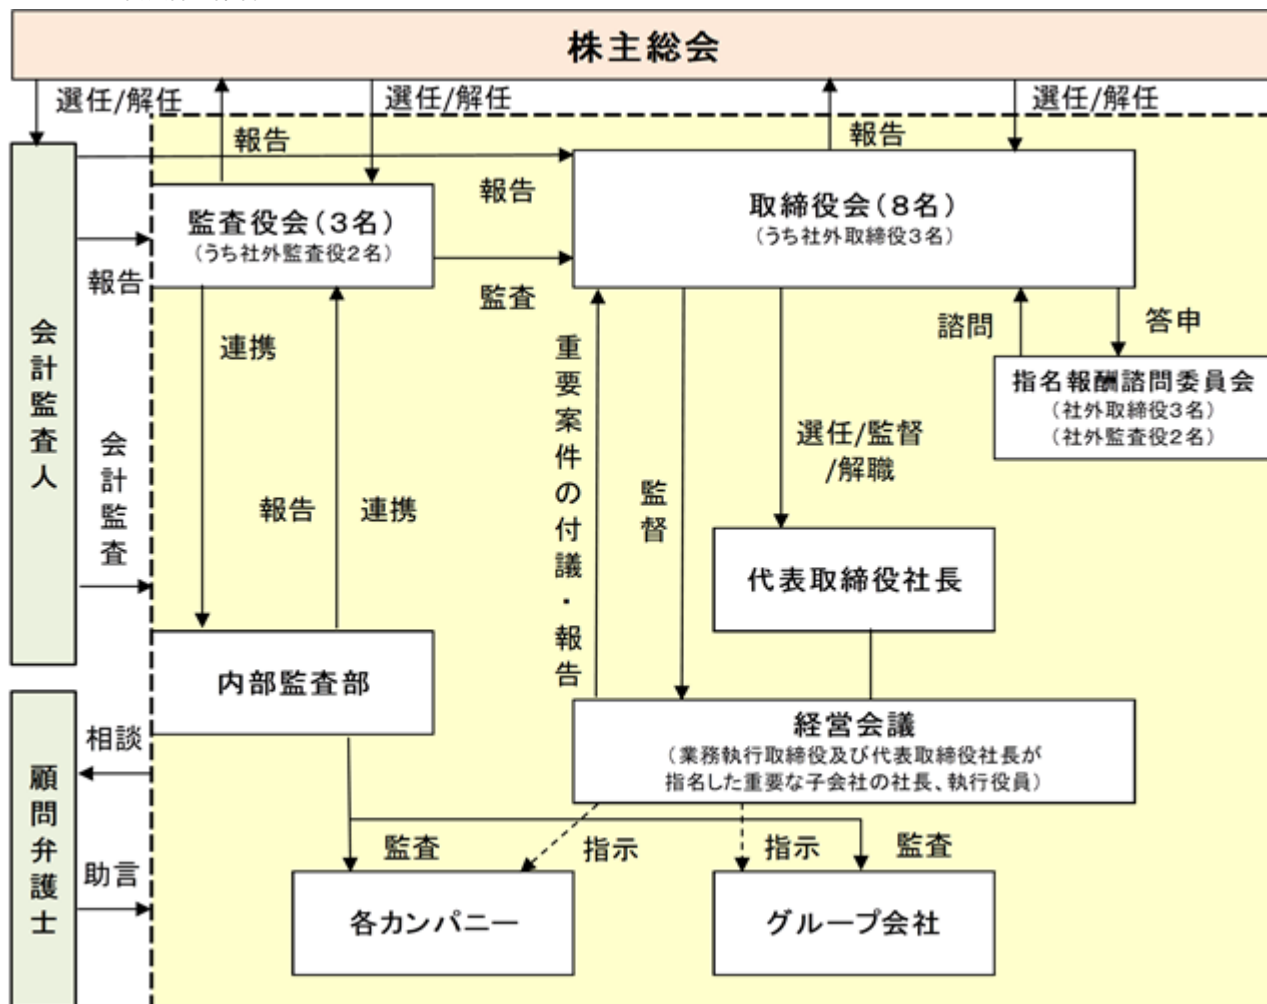 株主総会
選任/解任
選任/解任
選任/解任
報告
報告
報告
監査役会(3名)
(うち社外監査役2名)
取締役会(8名)
(うち社外取締役3名)
報告
監査
会計監査人
会計監査
連携
報告
連携
重要案件の付議・報告
監督
選任/監督
/解職
諮問
答申
指名報酬諮問委員会
(社外取締役3名)
(社外監査役2名)
代表取締役社長
内部監査部
経営会議
(業務執行取締役及び代表取締役社長が
指名した重要な子会社の社長、執行役員)
顧問弁護士
相談
助言
監査
指示
指示
監査
各カンパニー
グループ会社